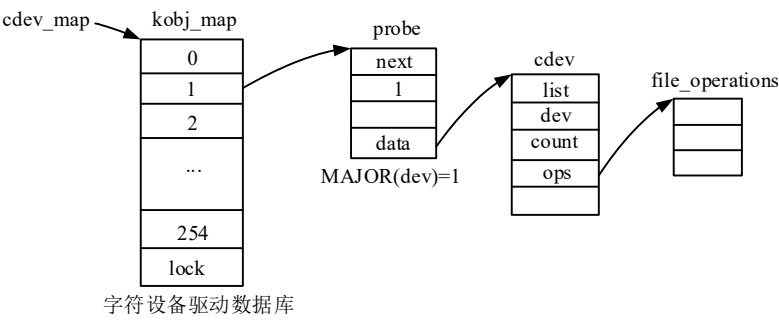 cdev_map
kobj_map
0
1
2
...
254
lock
字符设备驱动数据库
probe
next
1
data
MAJOR(dev)=1
cdev
list
dev
count
ops
file_operations